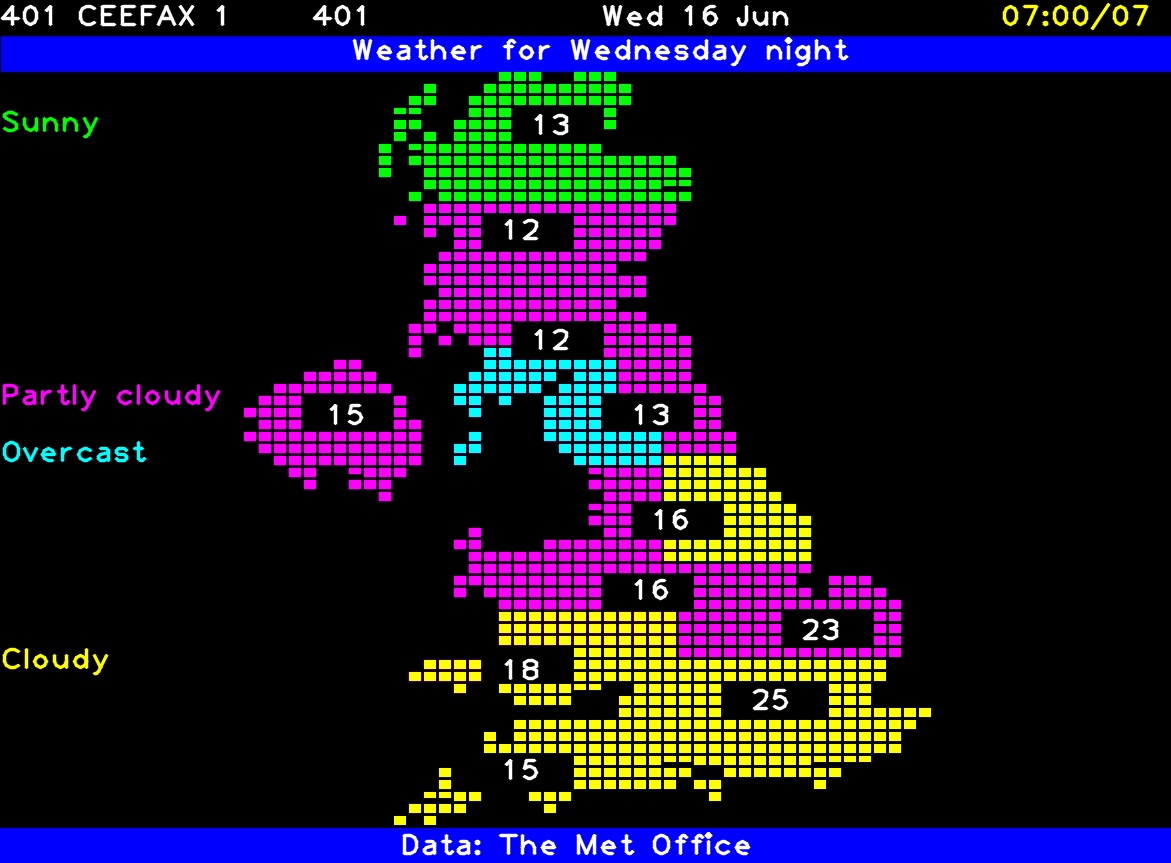 401 CEEFAX 1 401 Wed 16 Jun 07:00/07
Weather for Wednesday night
Sunny
13
12
12
Partly cloudy
15
13
Overcast
16
16
23
Cloudy
18
25
15
Data: The Met Office